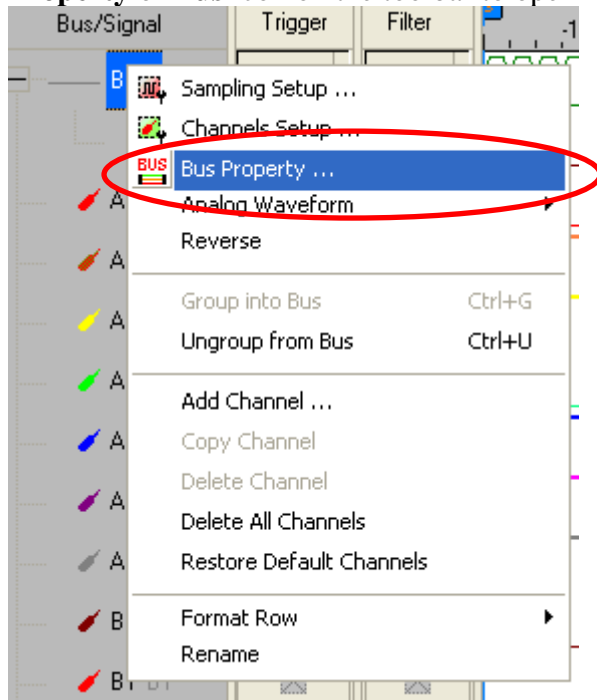 Bus/Signal Trigger Filter
Sampling Setup ...
Channels Setup ...
BUS Bus Property ...
Analog Waveform
Reverse
Group into Bus Ctrl+G
Ungroup from Bus Ctrl+U
Add Channel ...
Copy Channel
Delete Channel
Delete All Channels
Restore Default Channels
Format Row
Rename
B
A
A
A
A
A
A
A
B
B1